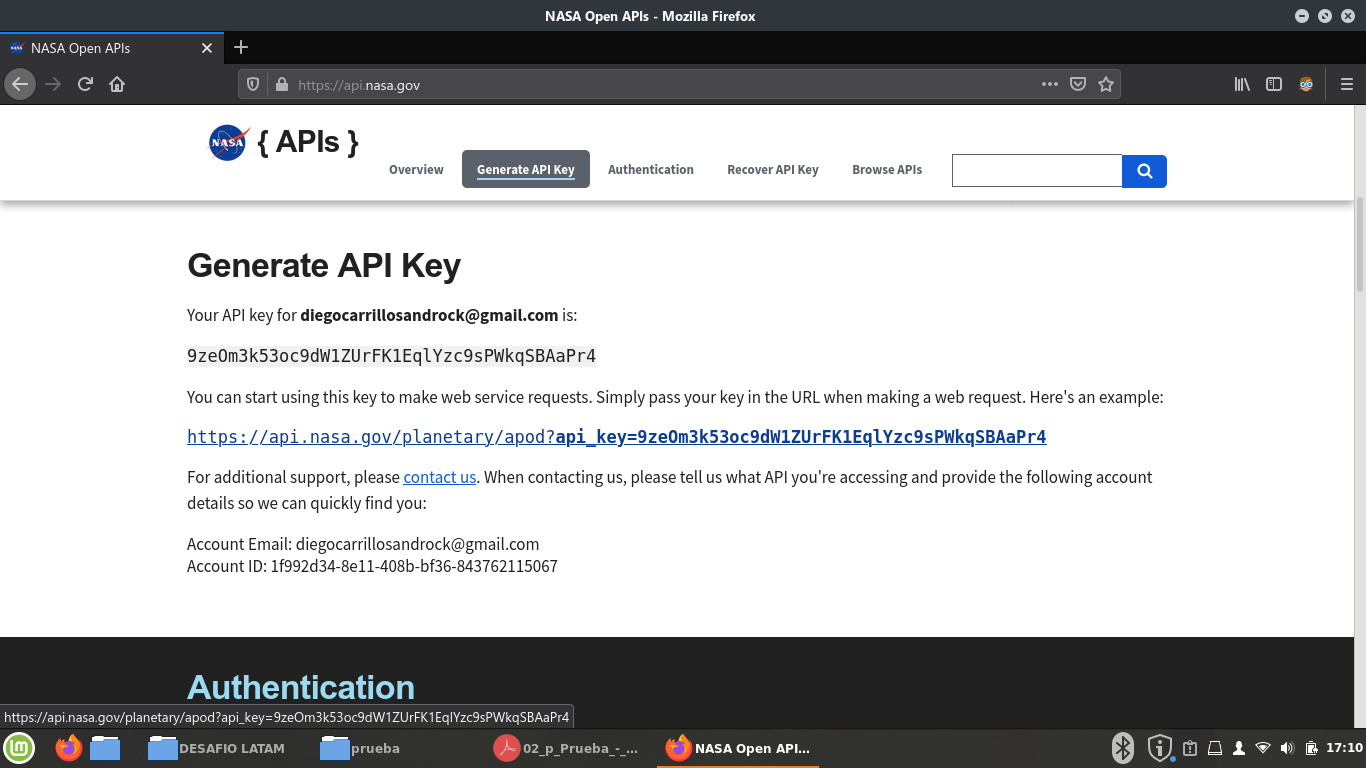 NASA Open APIs - Mozilla Firefox
NASA Open APIs
https://api.nasa.gov
NASA { APIs }
Overview Generate API Key Authentication Recover API Key Browse APIs
Generate API Key
Your API key for diegocarrillosandrock@gmail.com is:
9zeOm3k53oc9dW1ZUrFK1EqlYzc9sPWkqSBAaPr4
You can start using this key to make web service requests. Simply pass your key in the URL when making a web request. Here's an example:
https://api.nasa.gov/planetary/apod?api_key=9zeOm3k53oc9dW1ZUrFK1EqlYzc9sPWkqSBAaPr4
For additional support, please contact us. When contacting us, please tell us what API you're accessing and provide the following account
details so we can quickly find you:
Account Email: diegocarrillosandrock@gmail.com
Account ID: 1f992d34-8e11-408b-bf36-843762115067
Authentication
https://api.nasa.gov/planetary/apod?api_key=9zeOm3k53oc9dW1ZUrFK1EqlYzc9sPWkqSBAaPr4
DESAFIO LATAM prueba 02_p_Prueba_-_... NASA Open API... 17:10